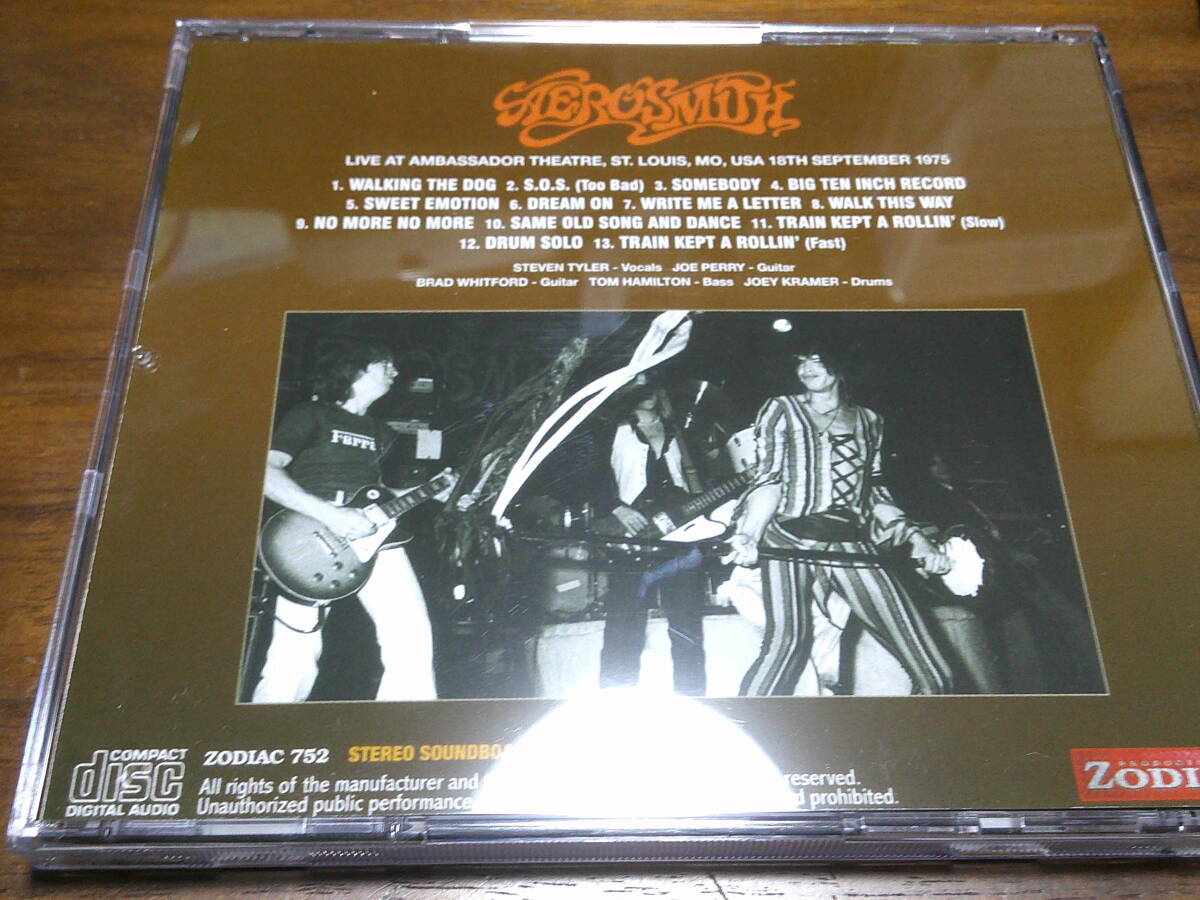 AEROSMITH
LIVE AT AMBASSADOR THEATRE, ST. LOUIS, MO, USA 18TH SEPTEMBER 1975
1. WALKING THE DOG 2. S.O.S. (Too Bad) 3. SOMEBODY 4. BIG TEN INCH RECORD
5. SWEET EMOTION 6. DREAM ON 7. WRITE ME A LETTER 8. WALK THIS WAY
9. NO MORE NO MORE 10. SAME OLD SONG AND DANCE 11. TRAIN KEPT A ROLLIN' (Slow)
12. DRUM SOLO 13. TRAIN KEPT A ROLLIN' (Fast)
STEVEN TYLER - Vocals JOE PERRY - Guitar
BRAD WHITFORD - Guitar TOM HAMILTON - Bass JOEY KRAMER - Drums
Ferra
COMPACT
disc
DIGITAL AUDIO
ZODIAC 752 STEREO
All rights of the manufacturer and reserved.
Unauthorized public performance prohibited.